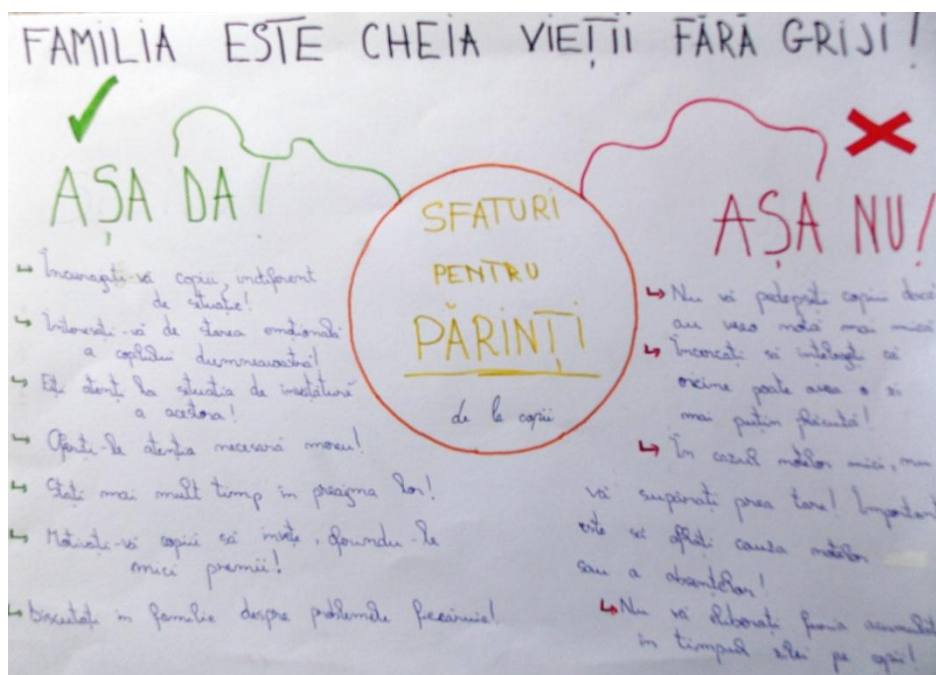 FAMILIA ESTE CHEIA VIEȚII FĂRĂ GRIJI!
AȘA DA!
Încurajați-vă copiii, indiferent
de situație!
Interesați-vă de starea emoțională
a copilului dumneavoastră!
Fiți atenți la situația de învățătură
a acestora!
Oferiți-le atenția necesară mereu!
Stați mai mult timp în preajma lor!
Motivați-vă copiii să învețe, oferindu-le
mici premii!
Discutați în familie despre problemele fiecăruia!
SFATURI
PENTRU
PĂRINȚI
de la copii
AȘA NU!
Nu vă pedepsiți copiii dacă
au vreo notă mai mică
Încercați să înțelegeți că
oricine poate avea o zi
mai puțin plăcută!
În cazul notelor mici, nu
vă supărați prea tare! Important
este să aflați cauza notelor
sau a absențelor!
Nu vă eliberați furia acumulată
în timpul zilei pe copii!